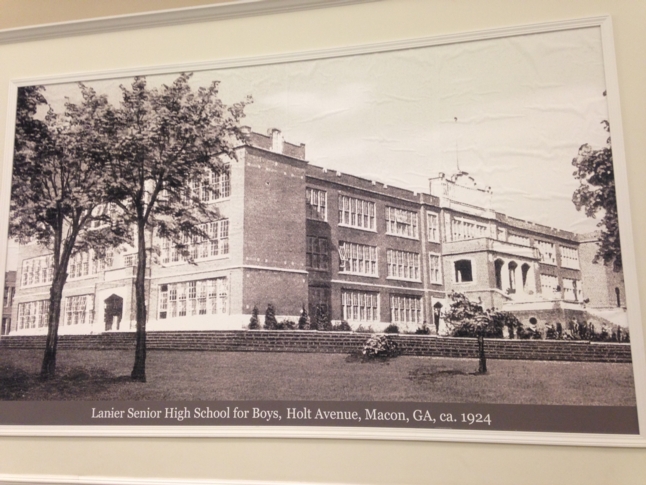 Lanier Senior High School for Boys, Holt Avenue, Macon, GA, ca. 1924